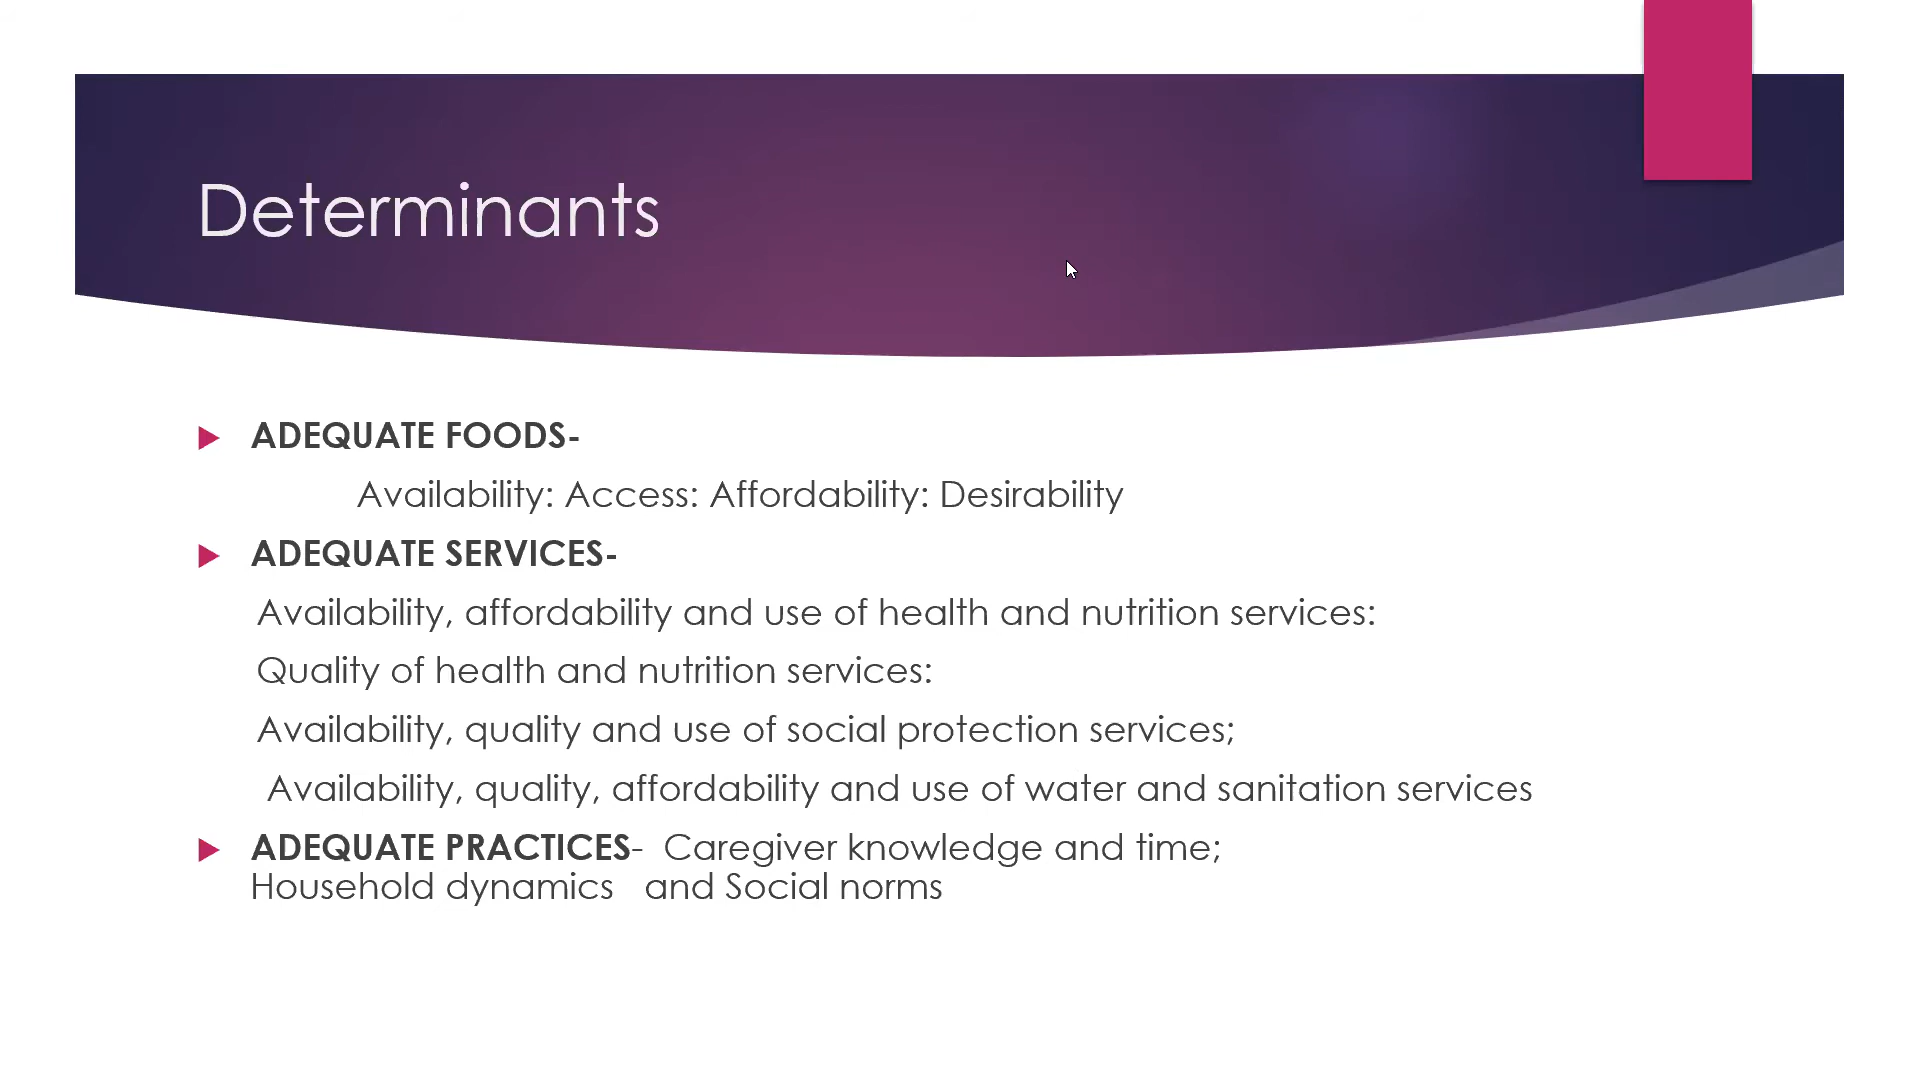 Determinants
ADEQUATE FOODS-
Availability: Access: Affordability: Desirability
ADEQUATE SERVICES-
Availability, affordability and use of health and nutrition services:
Quality of health and nutrition services:
Availability, quality and use of social protection services;
Availability, quality, affordability and use of water and sanitation services
ADEQUATE PRACTICES- Caregiver knowledge and time;
Household dynamics and Social norms